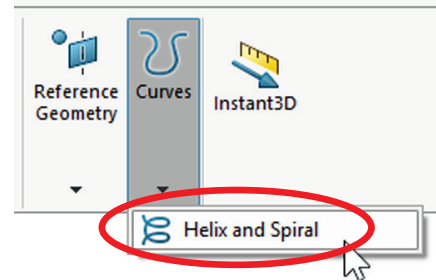 Reference
Geometry
Curves
Instant3D
Helix and Spiral